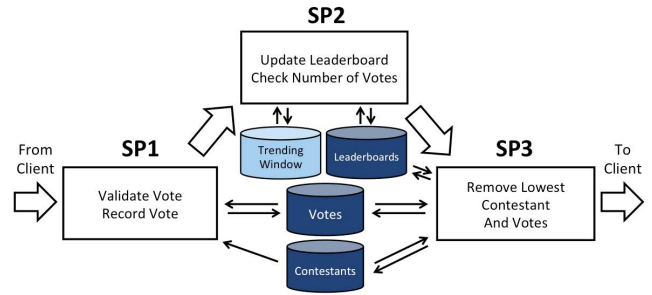 SP2
Update Leaderboard
Check Number of Votes
From
Client
SP1
Validate Vote
Record Vote
Trending
Window
Leaderboards
Votes
Contestants
SP3
Remove Lowest
Contestant
And Votes
To
Client